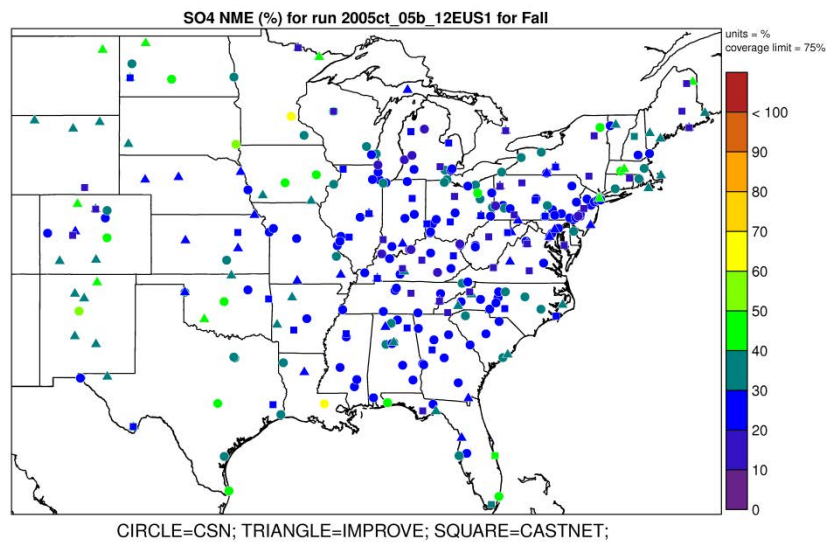 SO4 NME (%) for run 2005ct_05b_12EUS1 for Fall
units = %
coverage limit = 75%
< 100
90
80
70
60
50
40
30
20
10
0
CIRCLE=CSN; TRIANGLE=IMPROVE; SQUARE=CASTNET;